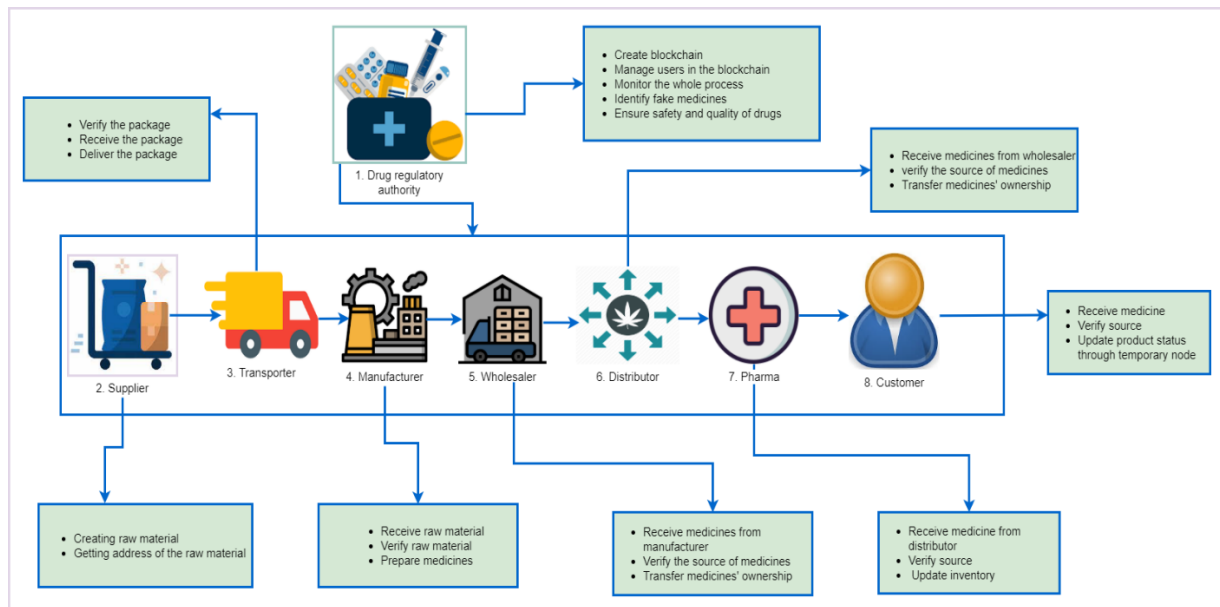 • Create blockchain
• Manage users in the blockchain
• Monitor the whole process
• Identify fake medicines
• Ensure safety and quality of drugs
• Verify the package
• Receive the package
• Deliver the package
• Receive medicines from wholesaler
• verify the source of medicines
• Transfer medicines' ownership
1. Drug regulatory
authority
2. Supplier
3. Transporter
4. Manufacturer
5. Wholesaler
6. Distributor
7. Pharma
8. Customer
• Receive medicine
• Verify source
• Update product status
through temporary node
• Creating raw material
• Getting address of the raw material
• Receive raw material
• Verify raw material
• Prepare medicines
• Receive medicines from
manufacturer
• Verify the source of medicines
• Transfer medicines' ownership
• Receive medicine from
distributor
• Verify source
• Update inventory